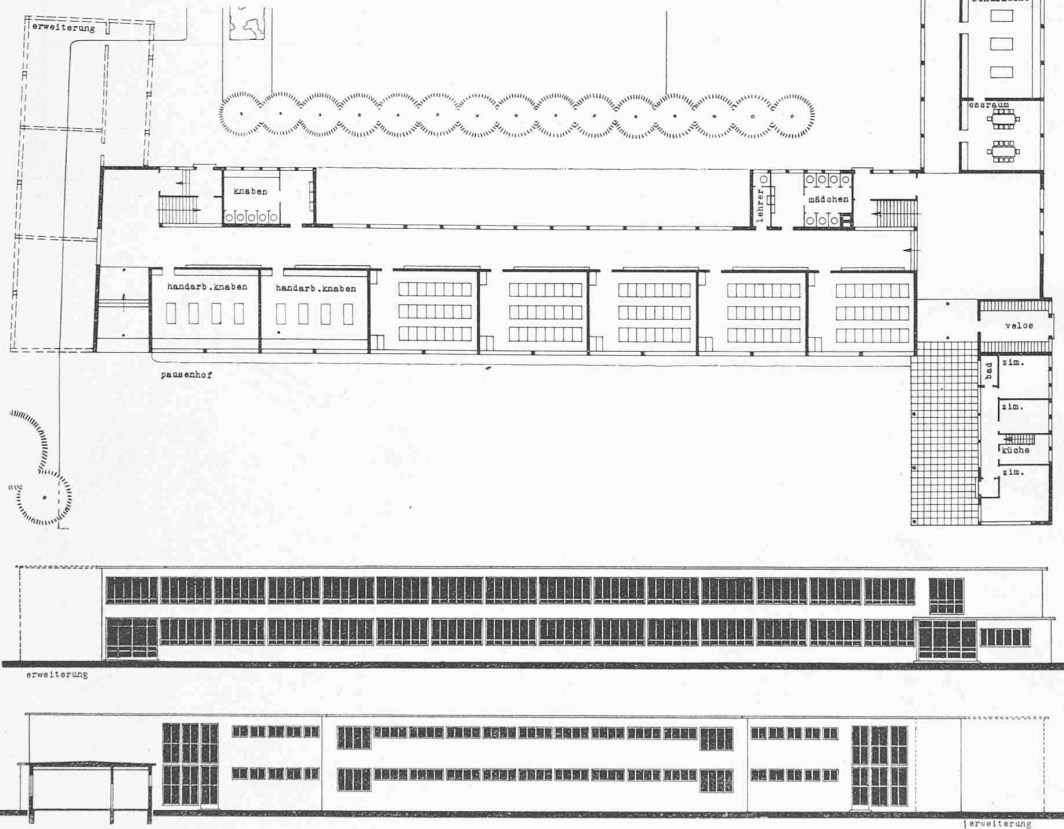 erweiterung
essraum
knaben
lehrer
mädchen
handarb.knaben
handarb.knaben
velos
pausenhof
bad
zim.
zim.
küche
zim.
erweiterung
erweiterung